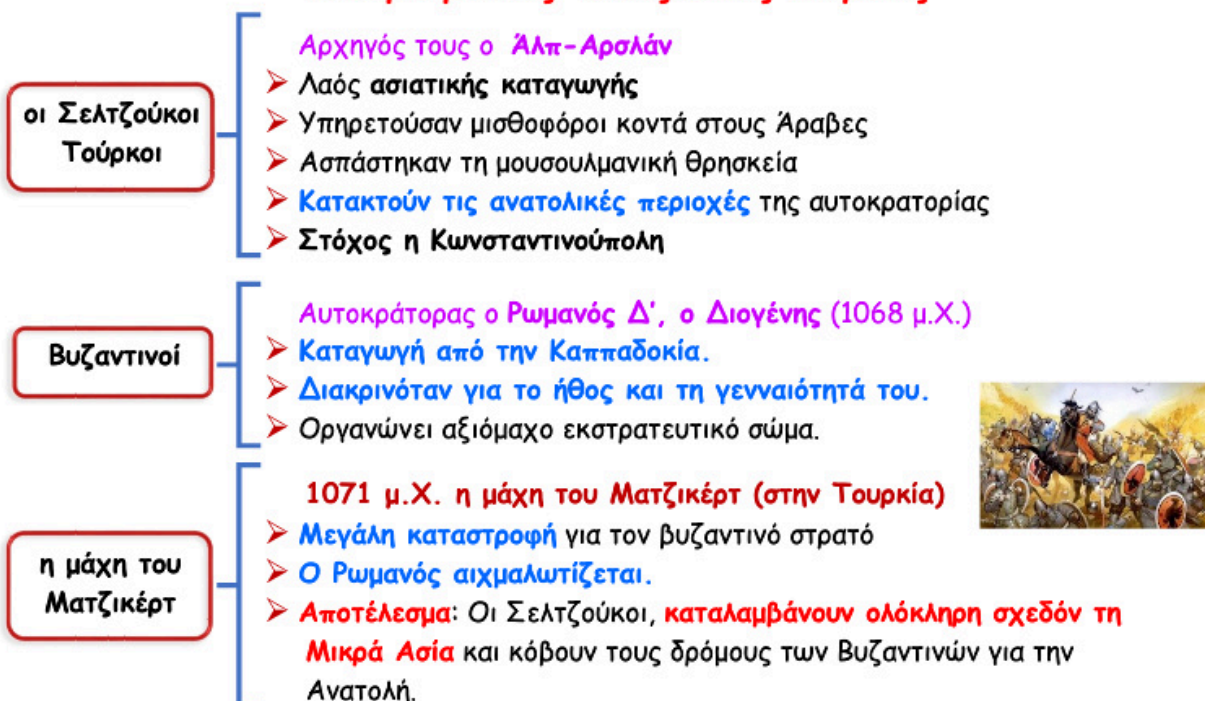 οι Σελτζούκοι
Τούρκοι
Αρχηγός τους ο Άλπ-Αρσλάν
➢ Λαός ασιατικής καταγωγής
➢ Υπηρετούσαν μισθοφόροι κοντά στους Άραβες
➢ Ασπάστηκαν τη μουσουλμανική θρησκεία
➢ Κατακτούν τις ανατολικές περιοχές της αυτοκρατορίας
➢ Στόχος η Κωνσταντινούπολη
Βυζαντινοί
Αυτοκράτορας ο Ρωμανός Δ', ο Διογένης (1068 μ.Χ.)
➢ Καταγωγή από την Καππαδοκία.
➢ Διακρινόταν για το ήθος και τη γενναιότητά του.
➢ Οργανώνει αξιόμαχο εκστρατευτικό σώμα.
η μάχη του
Ματζικέρτ
1071 μ.Χ. η μάχη του Ματζικέρτ (στην Τουρκία)
➢ Μεγάλη καταστροφή για τον βυζαντινό στρατό
➢ Ο Ρωμανός αιχμαλωτίζεται.
➢ Αποτέλεσμα: Οι Σελτζούκοι, καταλαμβάνουν ολόκληρη σχεδόν τη
Μικρά Ασία και κόβουν τους δρόμους των Βυζαντινών για την
Ανατολή.